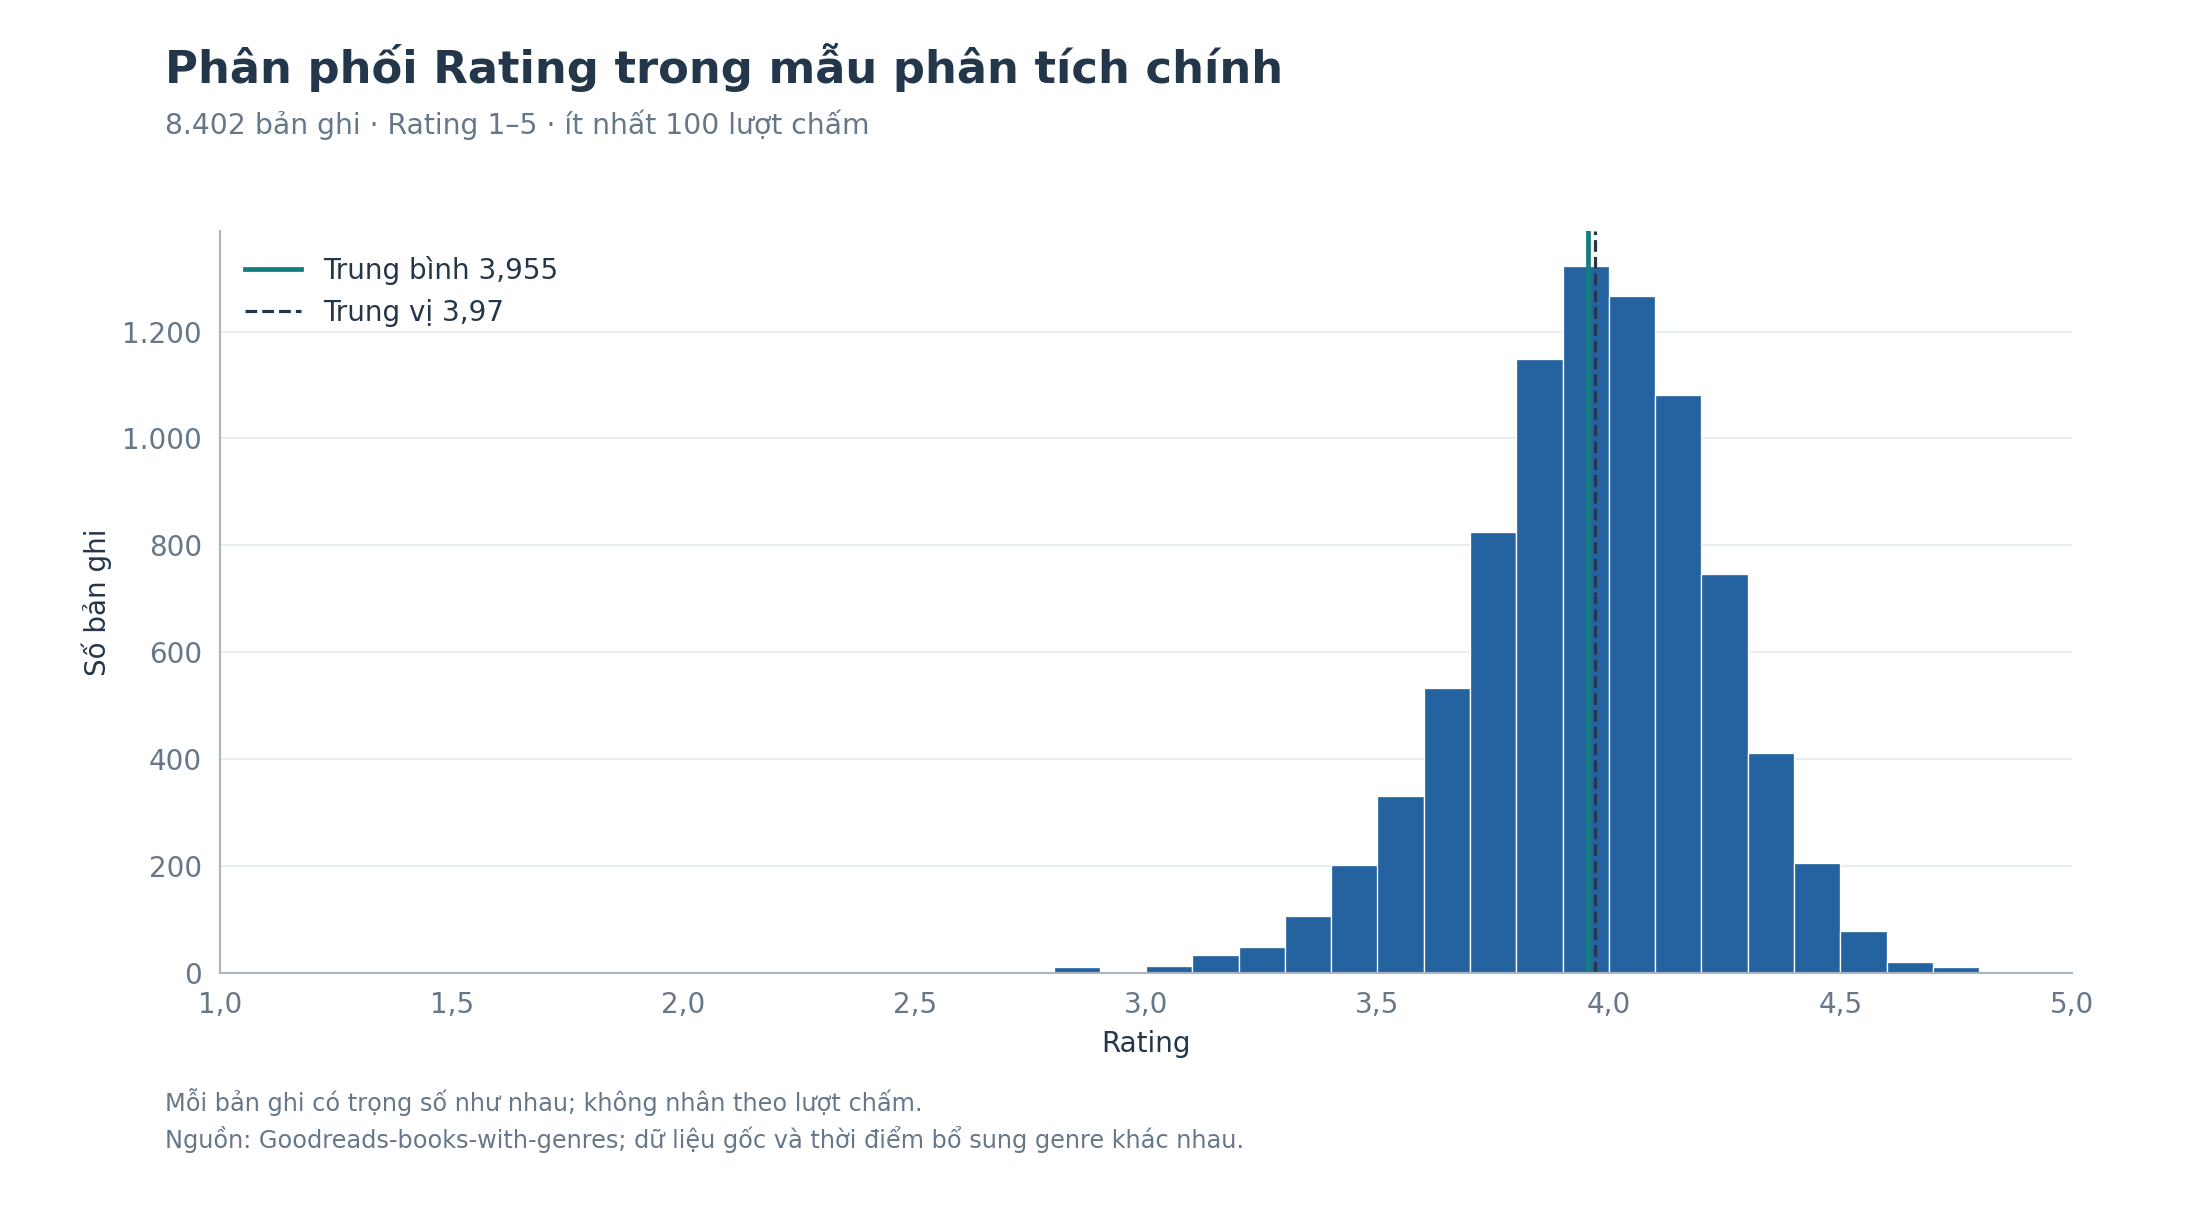 Phân phối Rating trong mẫu phân tích chính
8.402 bản ghi · Rating 1–5 · ít nhất 100 lượt chấm
Trung bình 3,955
Trung vị 3,97
1.200
1.000
800
600
400
200
0
Số bản ghi
1,0 1,5 2,0 2,5 3,0 3,5 4,0 4,5 5,0
Rating
Mỗi bản ghi có trọng số như nhau; không nhân theo lượt chấm.
Nguồn: Goodreads-books-with-genres; dữ liệu gốc và thời điểm bổ sung genre khác nhau.